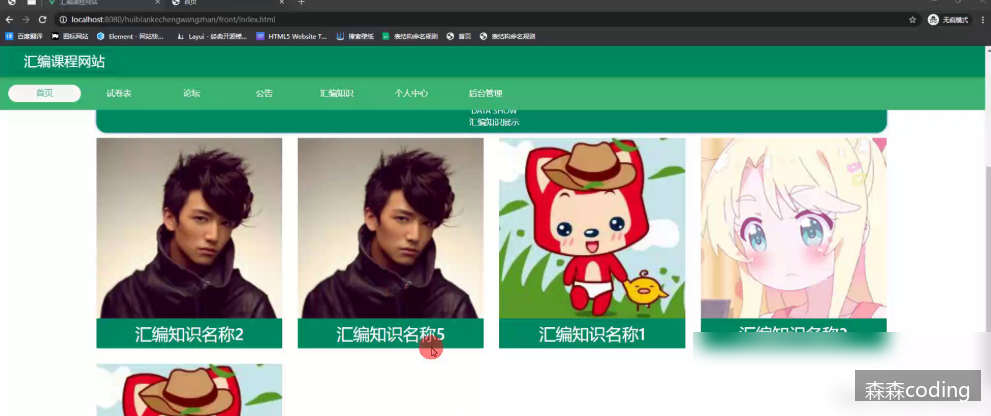 汇编课程网站
首页
localhost:8080/huibiankechengwangzhan/front/index.html
无痕模式
百度翻译
图标网站
Element - 网站快...
Layui - 经典开源模...
HTML5 Website T...
搜索壁纸
表结构命名规则
首页
表结构命名规则
汇编课程网站
首页
试卷表
论坛
公告
汇编知识
个人中心
后台管理
DATA SHOW
汇编知识展示
汇编知识名称2
汇编知识名称5
汇编知识名称1
森森coding